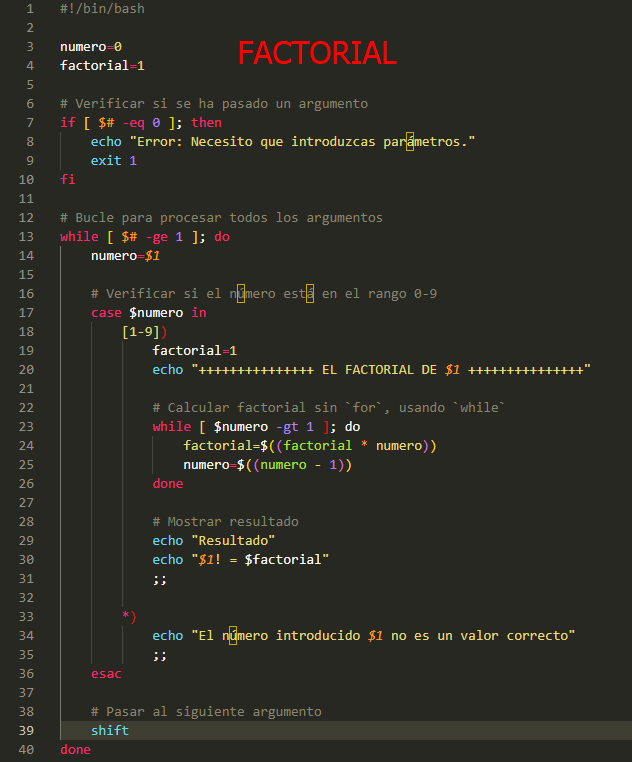 1 #!/bin/bash
2
3 numero=0
FACTORIAL
4 factorial=1
5
6 # Verificar si se ha pasado un argumento
7 if [ $# -eq 0 ]; then
8     echo "Error: Necesito que introduzcas parámetros."
9     exit 1
10 fi
11
12 # Bucle para procesar todos los argumentos
13 while [ $# -ge 1 ]; do
14     numero=$1
15
16     # Verificar si el número está en el rango 0-9
17     case $numero in
18         [1-9])
19             factorial=1
20             echo "+++++++++++++++ EL FACTORIAL DE $1 +++++++++++++++"
21
22             # Calcular factorial sin `for`, usando `while`
23             while [ $numero -gt 1 ]; do
24                 factorial=$((factorial * numero))
25                 numero=$((numero - 1))
26             done
27
28             # Mostrar resultado
29             echo "Resultado"
30             echo "$1! = $factorial"
31             ;;
32
33         *)
34             echo "El número introducido $1 no es un valor correcto"
35             ;;
36     esac
37
38     # Pasar al siguiente argumento
39     shift
40 done